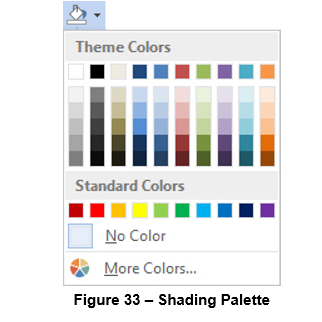 Theme Colors
Standard Colors
No Color
More Colors...
Figure 33 – Shading Palette